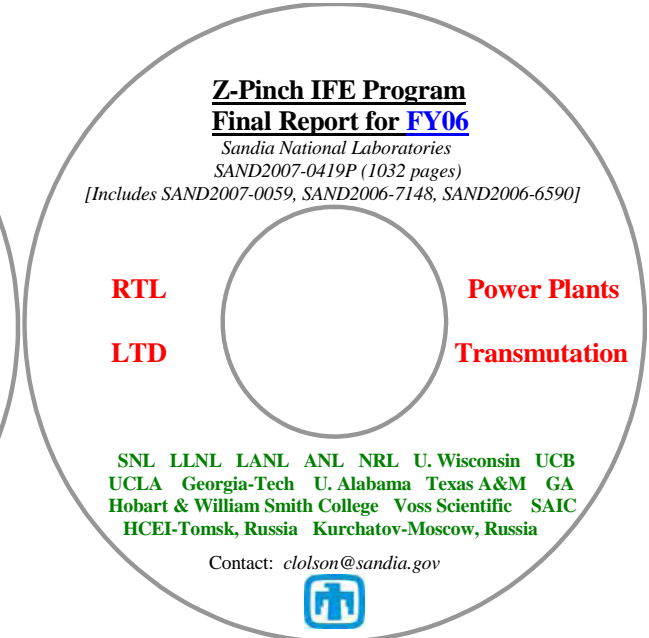 Z-Pinch IFE Program
Final Report for FY06
Sandia National Laboratories
SAND2007-0419P (1032 pages)
[Includes SAND2007-0059, SAND2006-7148, SAND2006-6590]
RTL Power Plants
LTD Transmutation
SNL LLNL LANL ANL NRL U. Wisconsin UCB
UCLA Georgia-Tech U. Alabama Texas A&M GA
Hobart & William Smith College Voss Scientific SAIC
HCEI-Tomsk, Russia Kurchatov-Moscow, Russia
Contact: clolson@sandia.gov